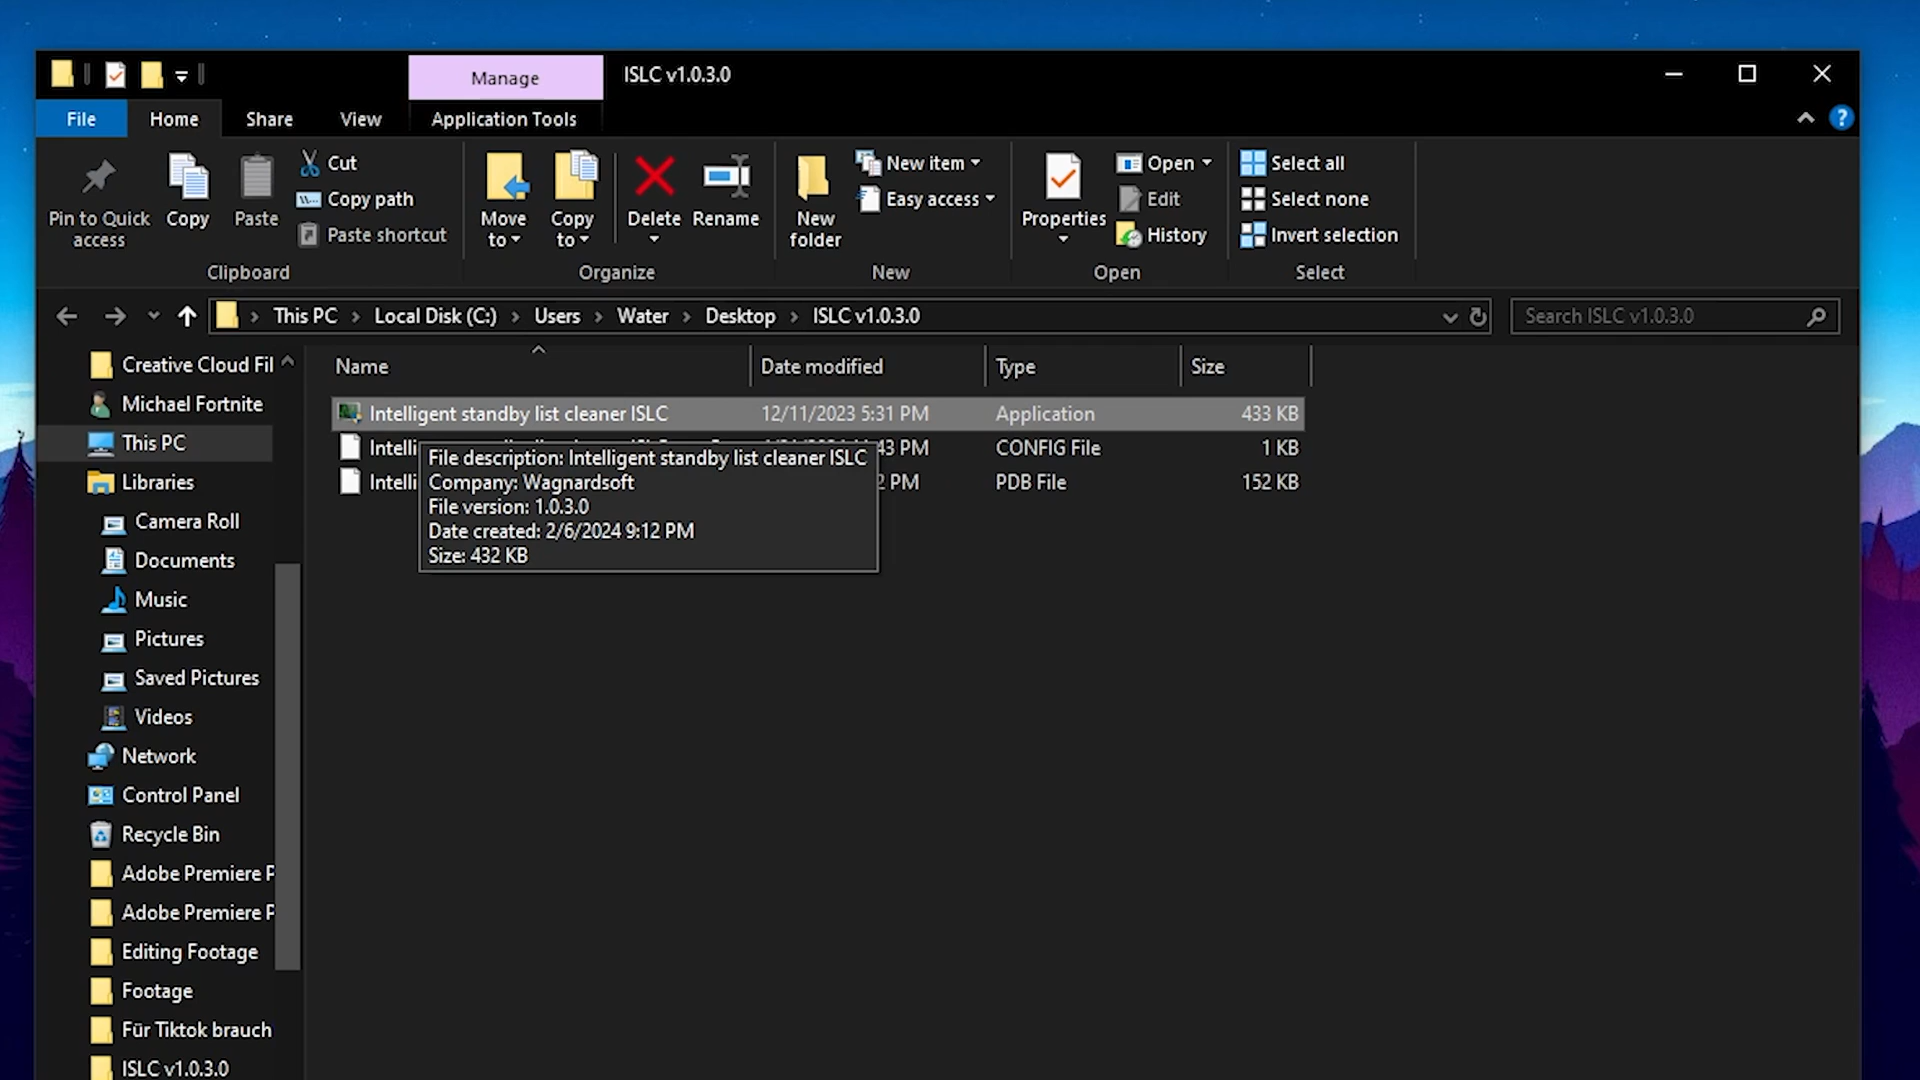 Manage
ISLC v1.0.3.0
File
Home
Share
View
Application Tools
?
Pin to Quick
access
Copy
Paste
Cut
Copy path
Paste shortcut
Clipboard
Move
to
Copy
to
Delete
Rename
Organize
New
folder
New item
Easy access
New
Properties
Open
Edit
History
Open
Select all
Select none
Invert selection
Select
This PC > Local Disk (C:) > Users > Water > Desktop > ISLC v1.0.3.0
Search ISLC v1.0.3.0
Creative Cloud Fil
Michael Fortnite
This PC
Libraries
Camera Roll
Documents
Music
Pictures
Saved Pictures
Videos
Network
Control Panel
Recycle Bin
Adobe Premiere P
Adobe Premiere P
Editing Footage
Footage
Für Tiktok brauch
ISLC v1.0.3.0
Name Date modified Type Size
Intelligent standby list cleaner ISLC 12/11/2023 5:31 PM Application 433 KB
Intelli 43 PM CONFIG File 1 KB
Intelli 2 PM PDB File 152 KB
File description: Intelligent standby list cleaner ISLC
Company: Wagnardsoft
File version: 1.0.3.0
Date created: 2/6/2024 9:12 PM
Size: 432 KB